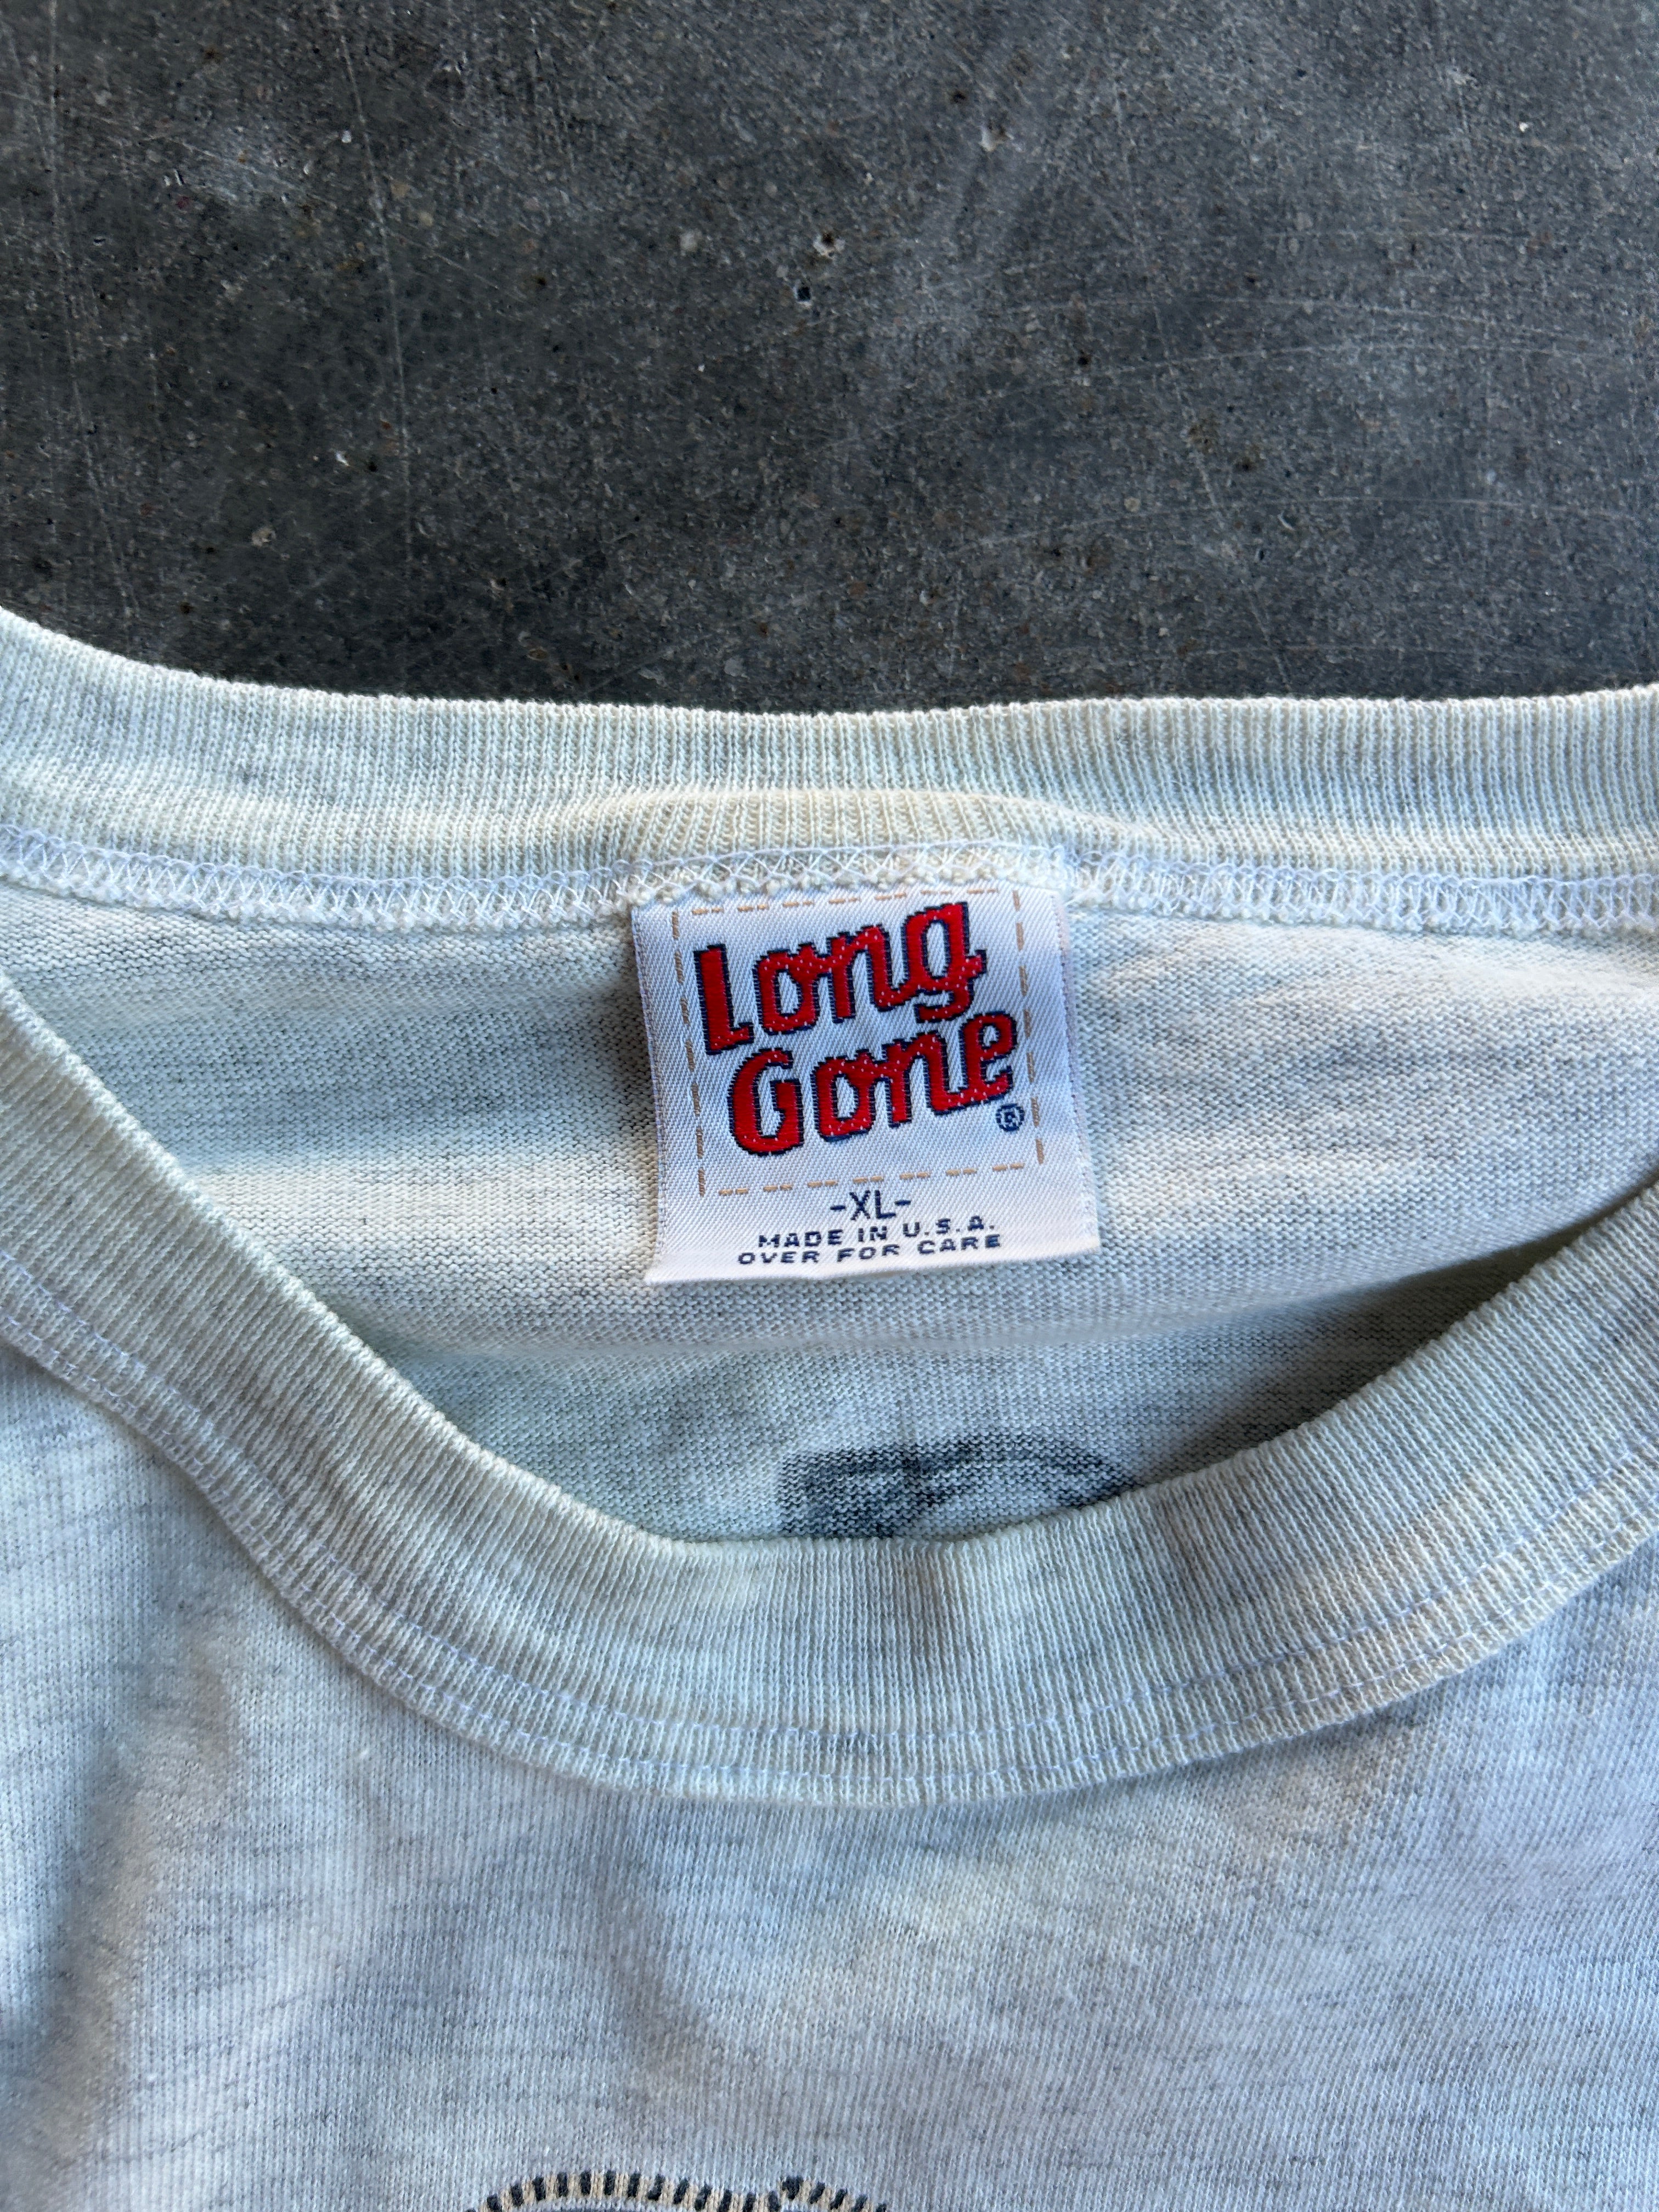 Long
Gone
®
-XL-
MADE IN U.S.A.
OVER FOR CARE